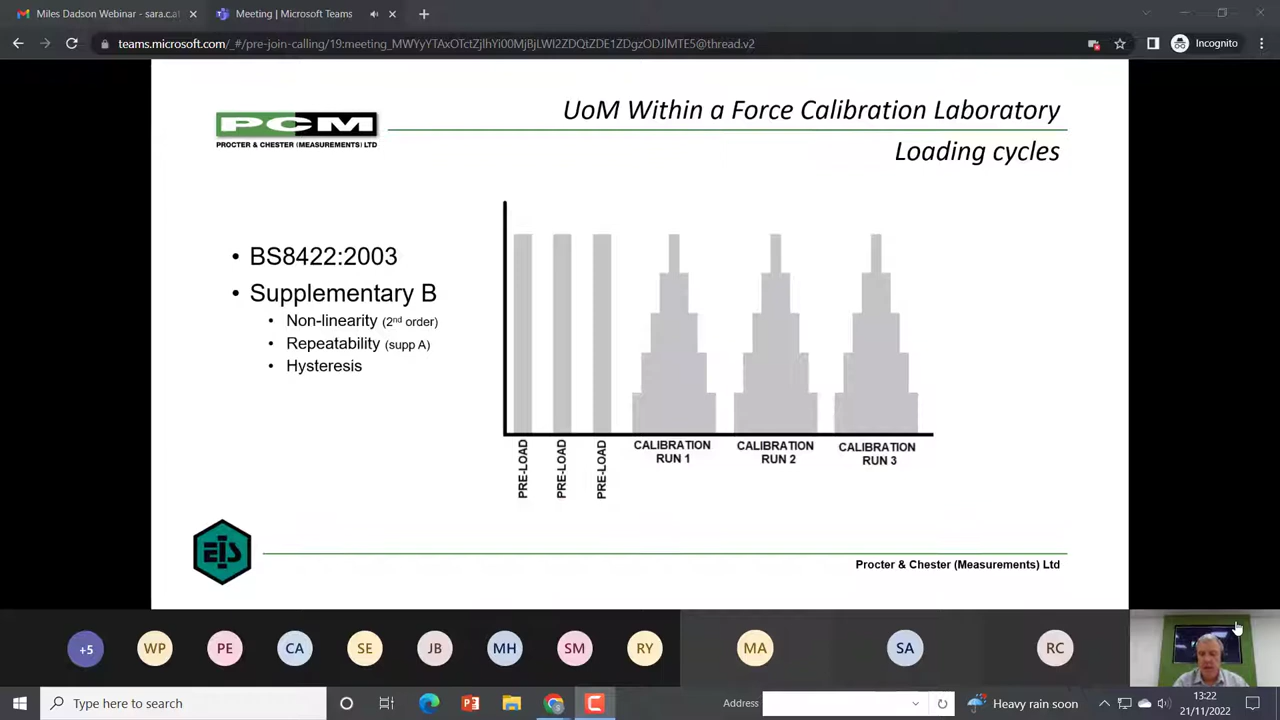 Miles Dadson Webinar - sara.cat
Meeting | Microsoft Teams
teams.microsoft.com/_#/pre-join-calling/19:meeting_MWYyYTAxOTctZjlhYi00MjBjLWI2ZDQtZDE1ZDgzODJlMTE5@thread.v2
Incognito
UoM Within a Force Calibration Laboratory
PCM
PROCTER & CHESTER (MEASUREMENTS) LTD
Loading cycles
• BS8422:2003
• Supplementary B
• Non-linearity (2nd order)
• Repeatability (supp A)
• Hysteresis
PRE-LOAD
PRE-LOAD
PRE-LOAD
CALIBRATION
RUN 1
CALIBRATION
RUN 2
CALIBRATION
RUN 3
EIS
Procter & Chester (Measurements) Ltd
+5
WP
PE
CA
SE
JB
MH
SM
RY
MA
SA
RC
Type here to search
Address
Heavy rain soon
13:22
21/11/2022